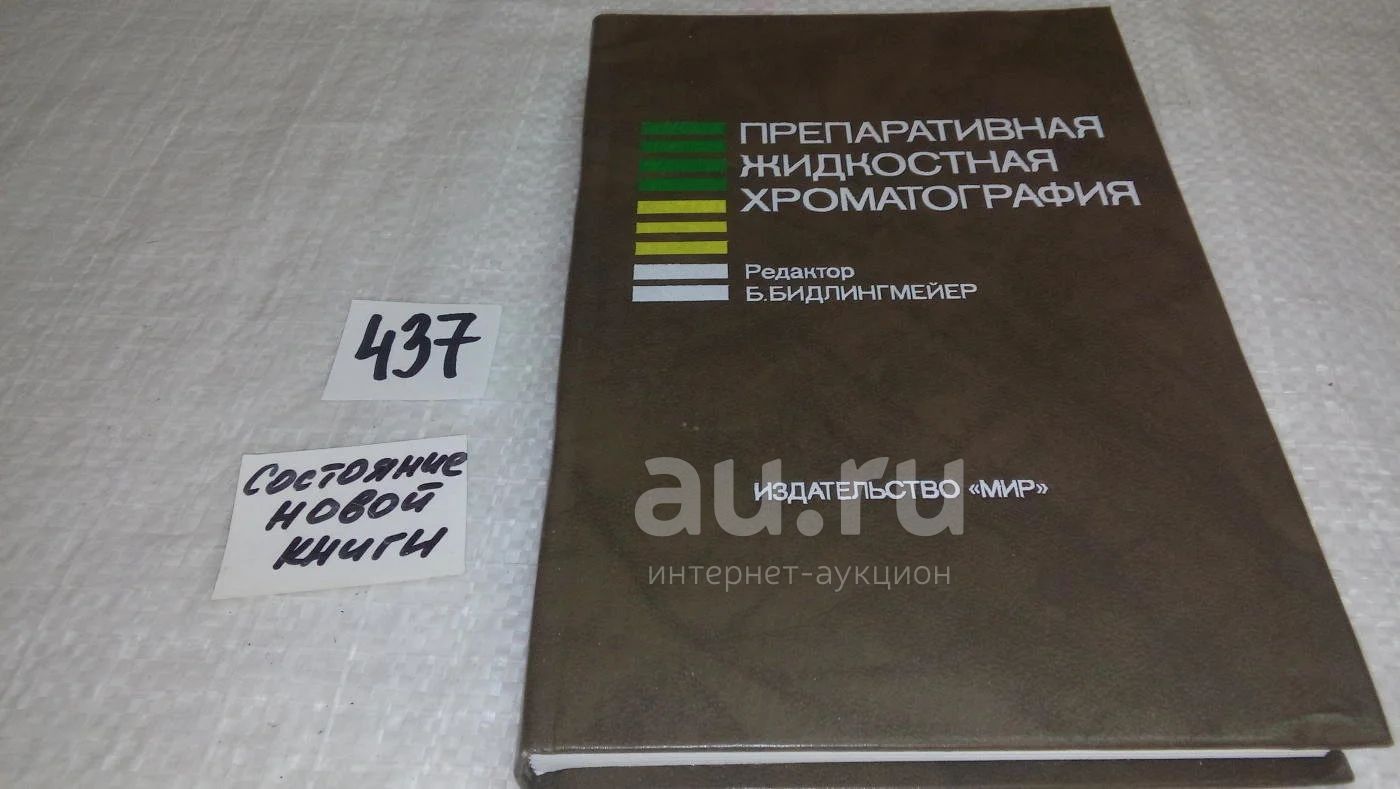 ПРЕПАРАТИВНАЯ
ЖИДКОСТНАЯ
ХРОМАТОГРАФИЯ
Редактор
Б.БИДЛИНГМЕЙЕР
437
Состояние
новой
книги
ИЗДАТЕЛЬСТВО «МИР»
au.ru
интернет-аукцион